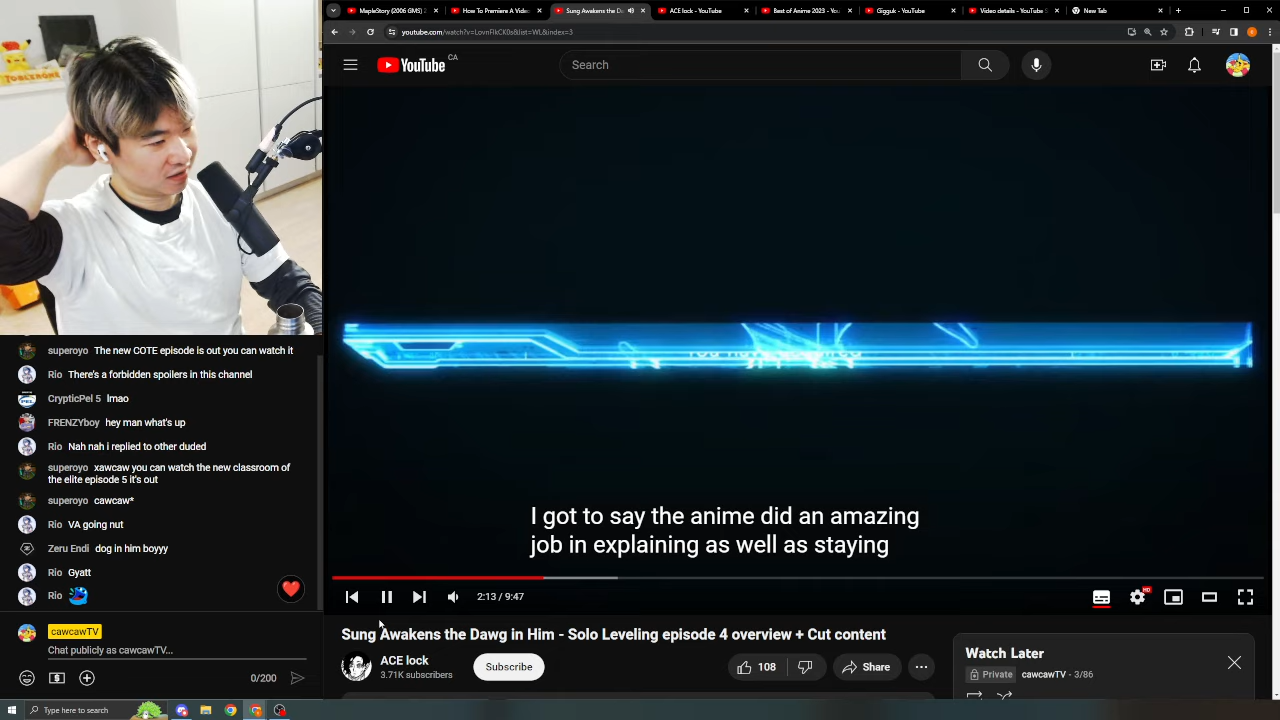 MapleStory (2006 GMS) 2
How To Premiere A Video
Sung Awakens the Da
ACE lock - YouTube
Best of Anime 2023 - You
Gigguk - YouTube
Video details - YouTube S
New Tab
youtube.com/watch?v=LovnFlkCK0s&list=WL&index=3
YouTube CA
Search
I got to say the anime did an amazing
job in explaining as well as staying
2:13 / 9:47
HD
Sung Awakens the Dawg in Him - Solo Leveling episode 4 overview + Cut content
ACE lock
3.71K subscribers
Subscribe
108
Share
Watch Later
Private
cawcawTV - 3/86
superoyo The new COTE episode is out you can watch it
Rio There's a forbidden spoilers in this channel
CrypticPel 5 lmao
FRENZYboy hey man what's up
Rio Nah nah i replied to other duded
superoyo xawcaw you can watch the new classroom of
the elite episode 5 it's out
superoyo cawcaw*
Rio VA going nut
Zeru Endi dog in him boyyy
Rio Gyatt
Rio
cawcawTV
Chat publicly as cawcawTV...
0/200
Type here to search